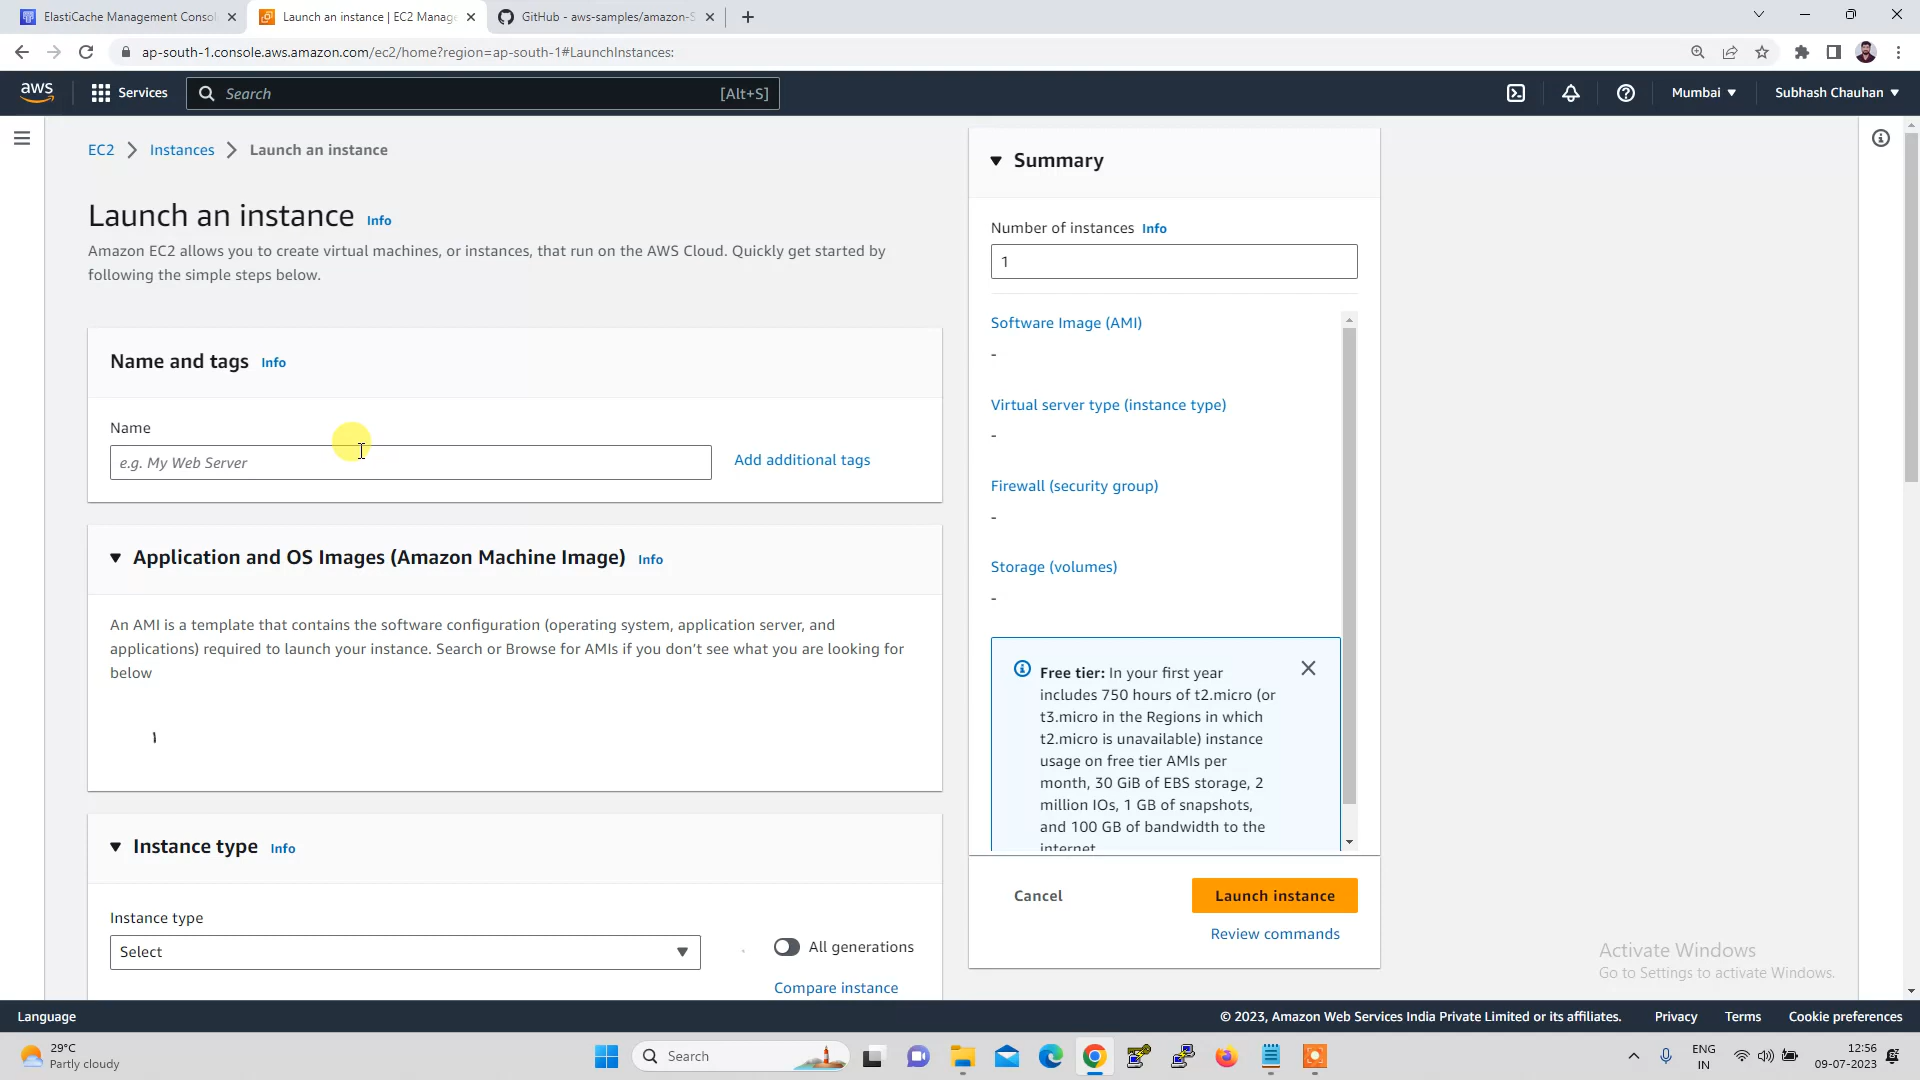 ElastiCache Management Consol
Launch an instance | EC2 Manage
GitHub - aws-samples/amazon-S
ap-south-1.console.aws.amazon.com/ec2/home?region=ap-south-1#LaunchInstances:
aws
Services
Search
[Alt+S]
Mumbai
Subhash Chauhan
EC2
Instances
Launch an instance
Launch an instance Info
Amazon EC2 allows you to create virtual machines, or instances, that run on the AWS Cloud. Quickly get started by
following the simple steps below.
Name and tags Info
Name
e.g. My Web Server
Add additional tags
Application and OS Images (Amazon Machine Image) Info
An AMI is a template that contains the software configuration (operating system, application server, and
applications) required to launch your instance. Search or Browse for AMIs if you don't see what you are looking for
below
Instance type Info
Instance type
Select
All generations
Compare instance
Summary
Number of instances Info
1
Software Image (AMI)
-
Virtual server type (instance type)
-
Firewall (security group)
-
Storage (volumes)
-
Free tier: In your first year
includes 750 hours of t2.micro (or
t3.micro in the Regions in which
t2.micro is unavailable) instance
usage on free tier AMIs per
month, 30 GiB of EBS storage, 2
million IOs, 1 GB of snapshots,
and 100 GB of bandwidth to the
internet
Cancel
Launch instance
Review commands
Activate Windows
Go to Settings to activate Windows.
Language
© 2023, Amazon Web Services India Private Limited or its affiliates.
Privacy
Terms
Cookie preferences
29°C
Partly cloudy
Search
ENG
IN
12:56
09-07-2023